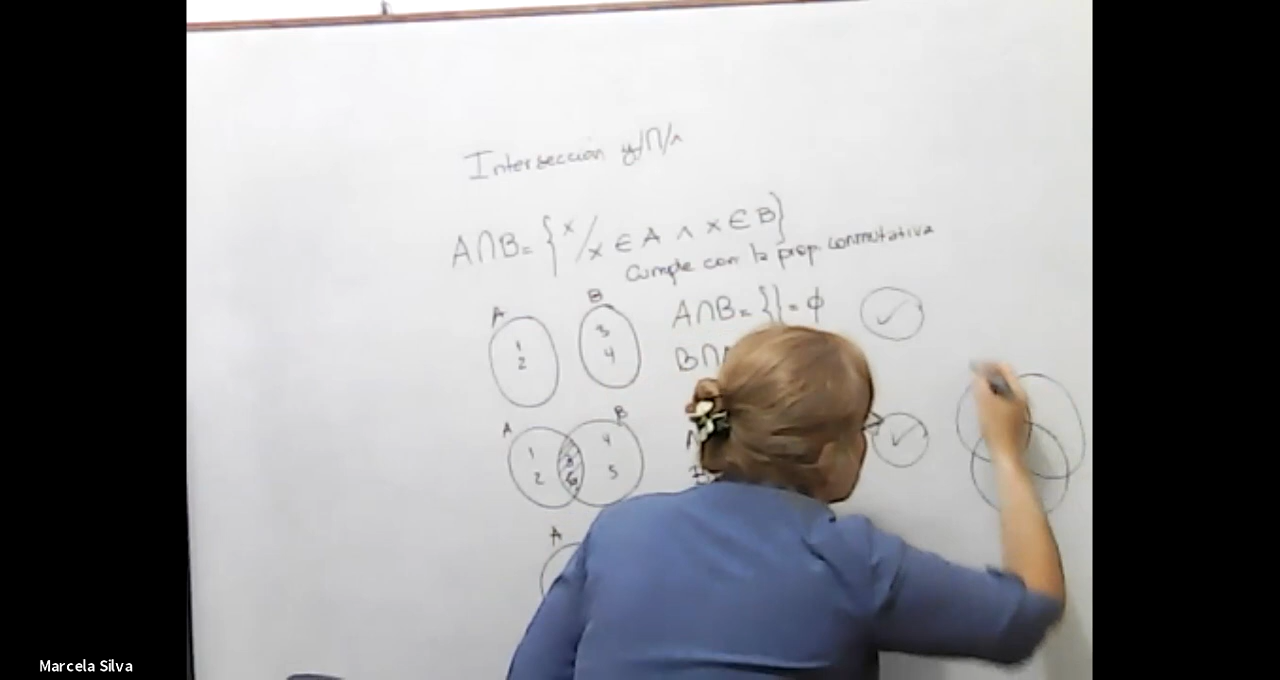 Intersección y/∩/∧
A∩B= {x/x ∈ A ∧ x ∈ B}
Cumple con la prop. conmutativa
A B
1 3
2 4
A∩B= {}= ϕ
B∩
A B
1 3 4
2 6 5
A
Marcela Silva